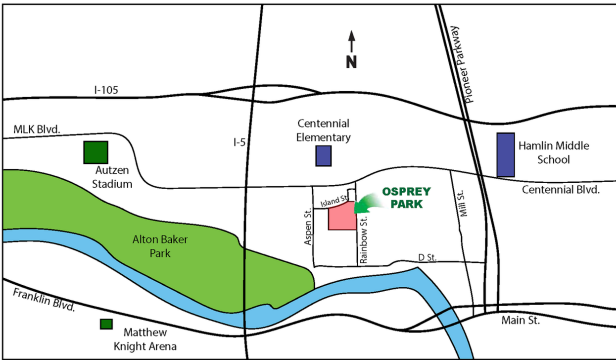 N
I-105
Pioneer Parkway
MLK Blvd.
Autzen
Stadium
I-5
Centennial
Elementary
Hamlin Middle
School
Centennial Blvd.
OSPREY
PARK
Island St.
Aspen St.
Rainbow St.
Mill St.
Alton Baker
Park
D St.
Franklin Blvd.
Matthew
Knight Arena
Main St.